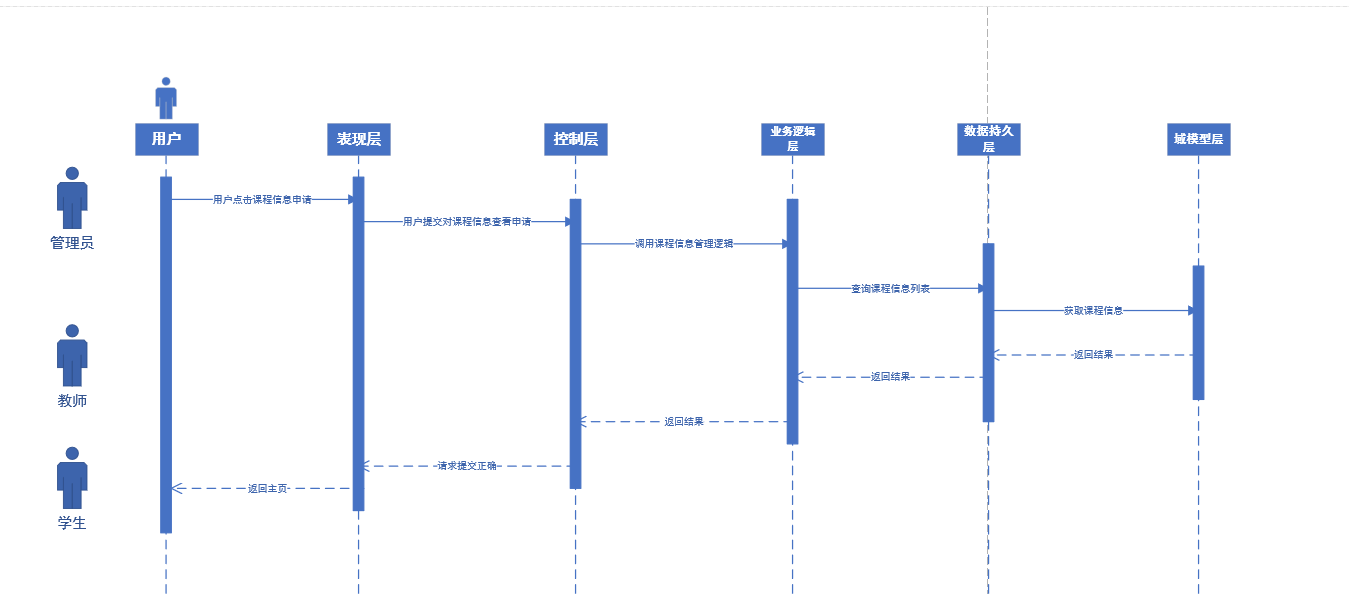 用户
表现层
控制层
业务逻辑
层
数据持久
层
域模型层
用户点击课程信息申请
用户提交对课程信息查看申请
管理员
调用课程信息管理逻辑
查询课程信息列表
获取课程信息
返回结果
返回结果
教师
返回结果
请求提交正确
返回主页
学生